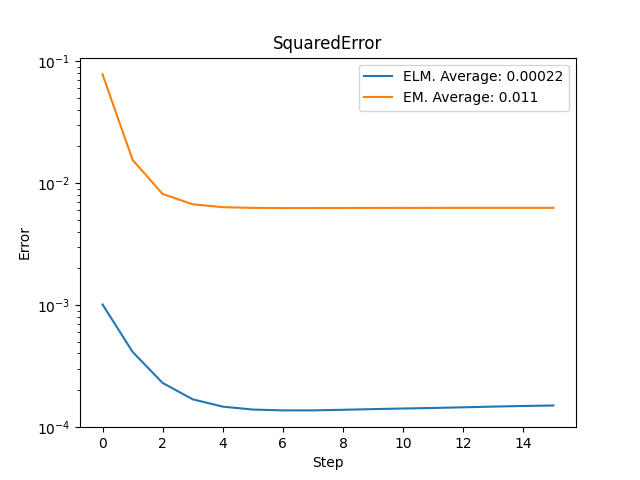 SquaredError
ELM. Average: 0.00022
EM. Average: 0.011
10⁻¹
10⁻²
10⁻³
10⁻⁴
Error
0 2 4 6 8 10 12 14
Step